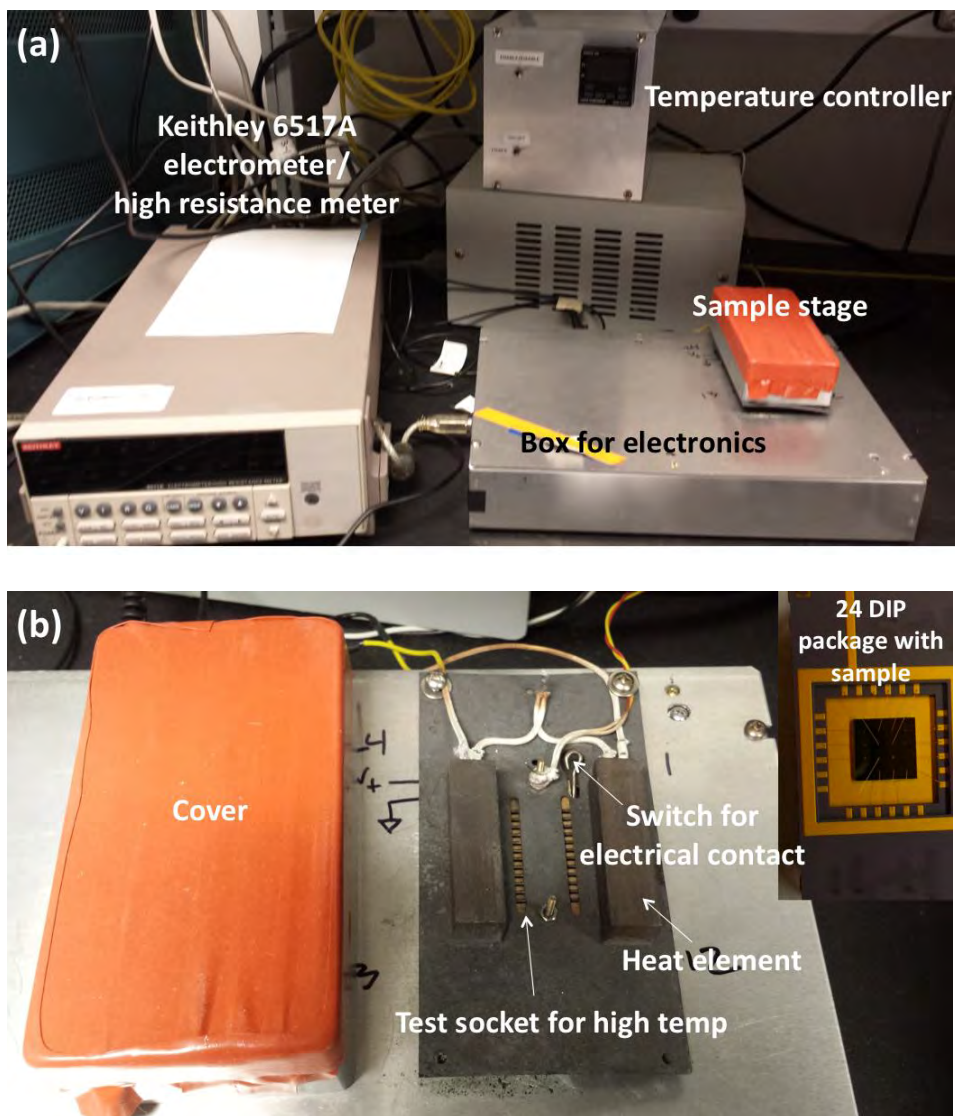 (a)
Keithley 6517A
electrometer/
high resistance meter
Temperature controller
Sample stage
Box for electronics
KEITHLEY
(b)
24 DIP
package with
sample
Cover
Switch for
electrical contact
Heat element
Test socket for high temp